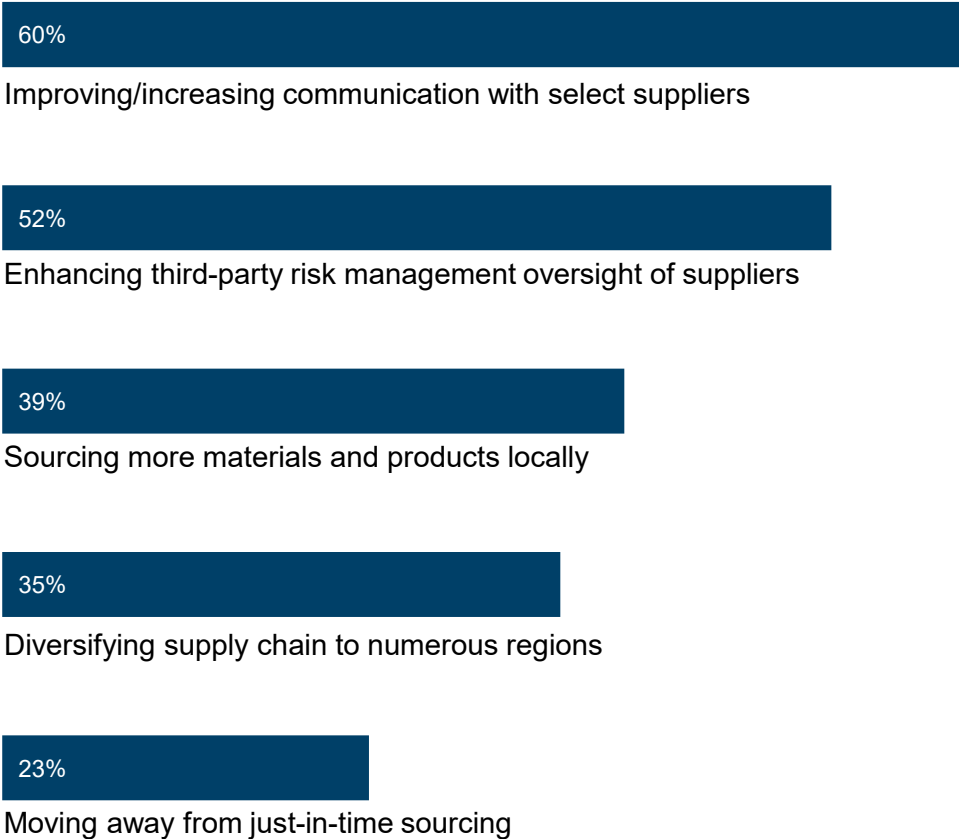 60%
Improving/increasing communication with select suppliers
52%
Enhancing third-party risk management oversight of suppliers
39%
Sourcing more materials and products locally
35%
Diversifying supply chain to numerous regions
23%
Moving away from just-in-time sourcing